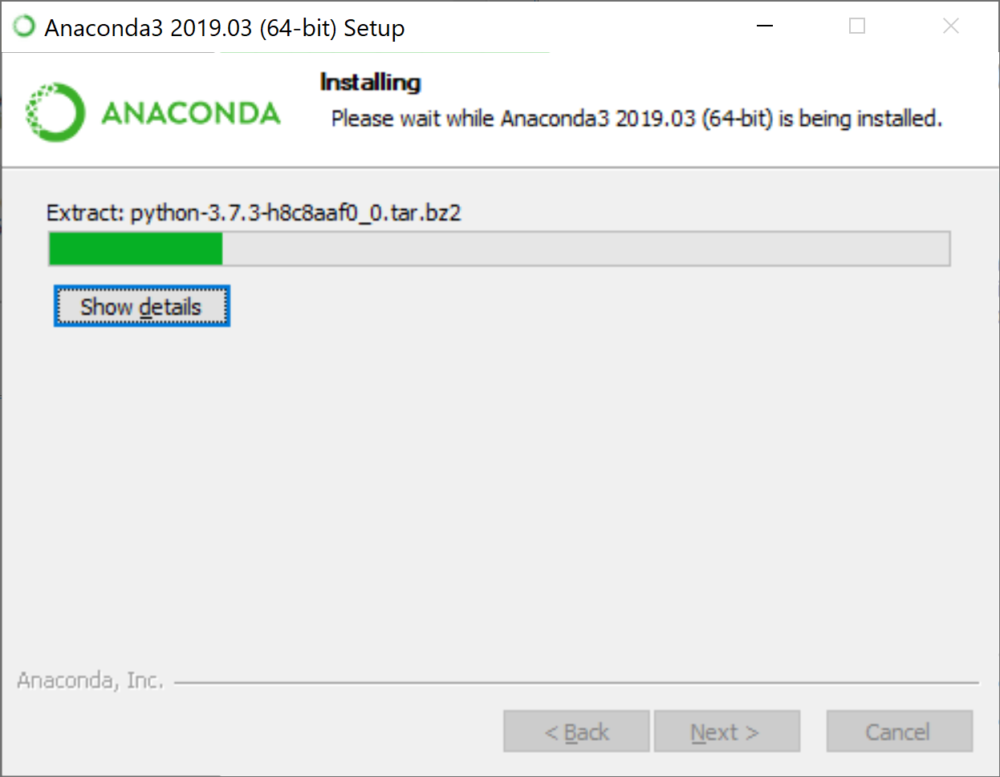 Anaconda3 2019.03 (64-bit) Setup
ANACONDA
Installing
Please wait while Anaconda3 2019.03 (64-bit) is being installed.
Extract: python-3.7.3-h8c8aaf0_0.tar.bz2
Show details
Anaconda, Inc.
< Back Next > Cancel